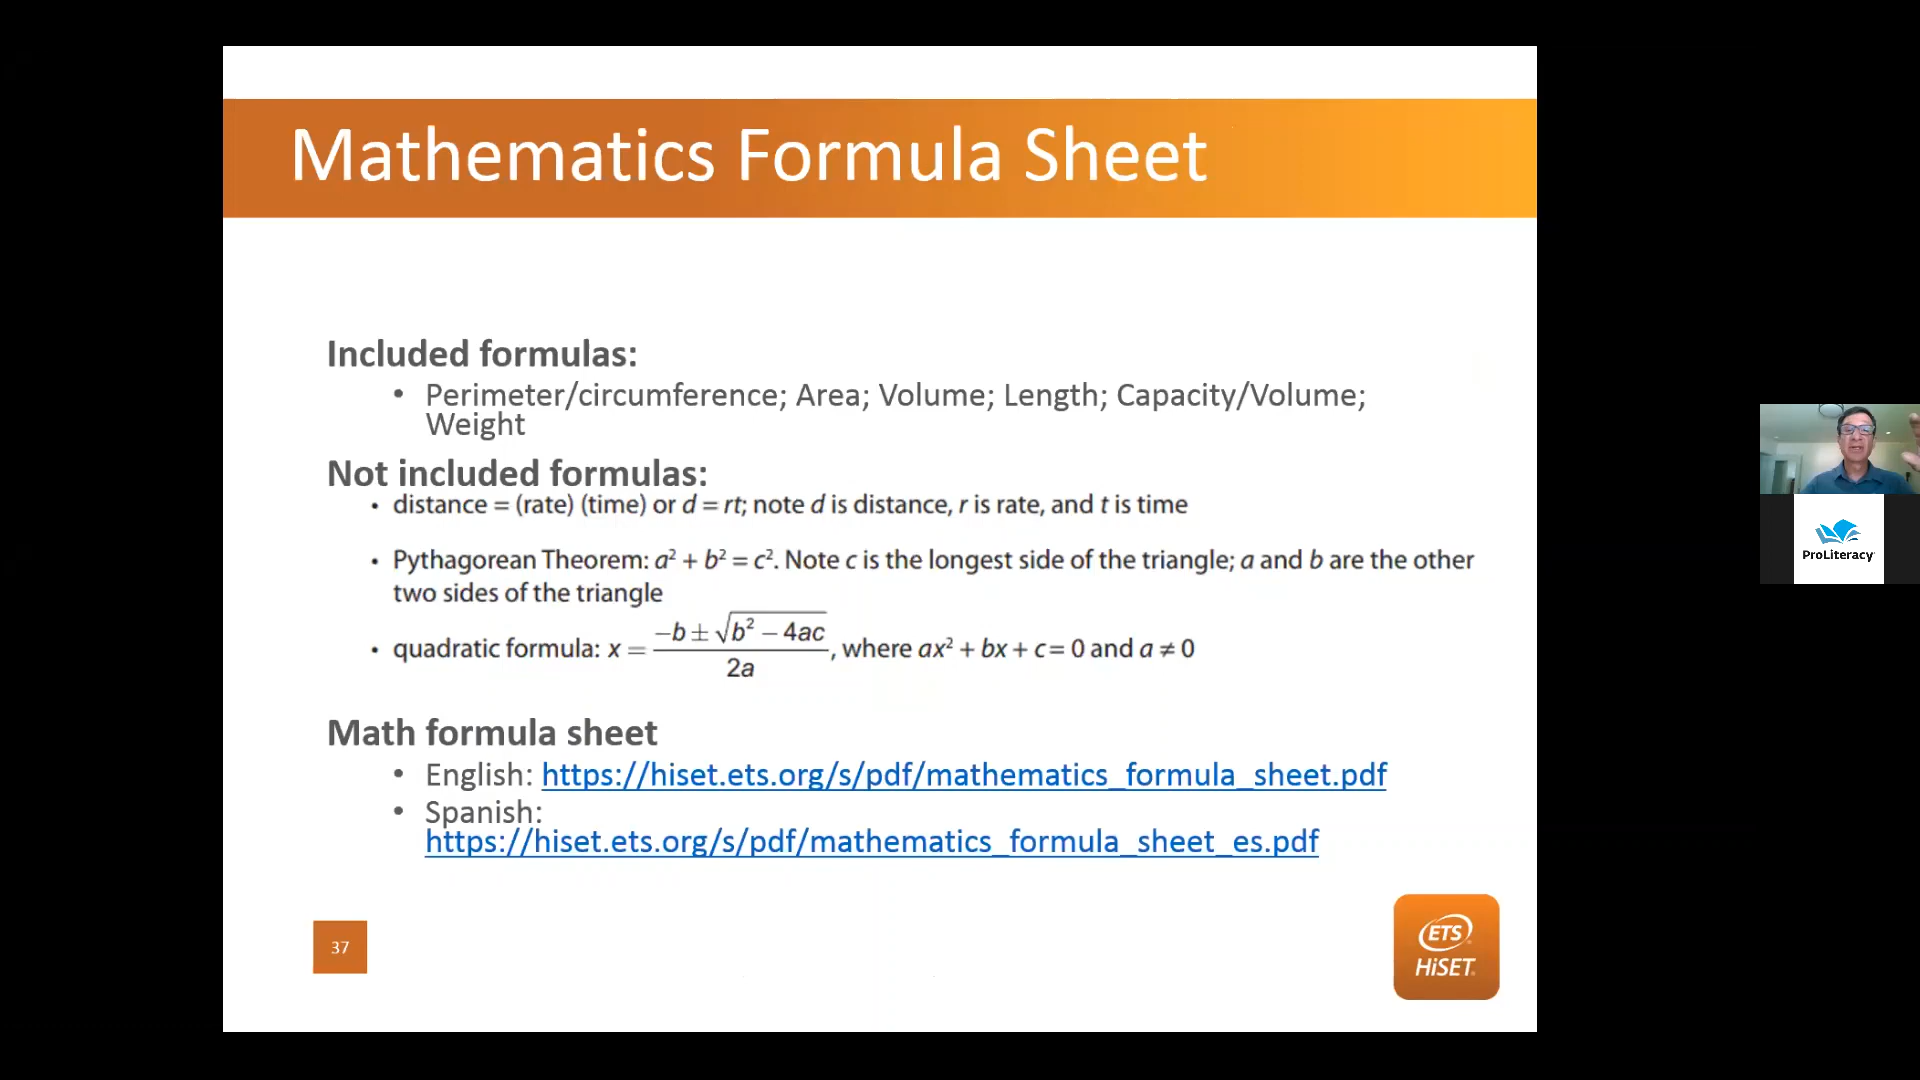 Mathematics Formula Sheet
Included formulas:
• Perimeter/circumference; Area; Volume; Length; Capacity/Volume;
Weight
Not included formulas:
• distance = (rate) (time) or d = rt; note d is distance, r is rate, and t is time
• Pythagorean Theorem: a² + b² = c². Note c is the longest side of the triangle; a and b are the other
two sides of the triangle
• quadratic formula: x = (−b ± √(b² − 4ac)) / 2a, where ax² + bx + c = 0 and a ≠ 0
Math formula sheet
• English: https://hiset.ets.org/s/pdf/mathematics_formula_sheet.pdf
• Spanish:
https://hiset.ets.org/s/pdf/mathematics_formula_sheet_es.pdf
37
ETS
HiSET
ProLiteracy